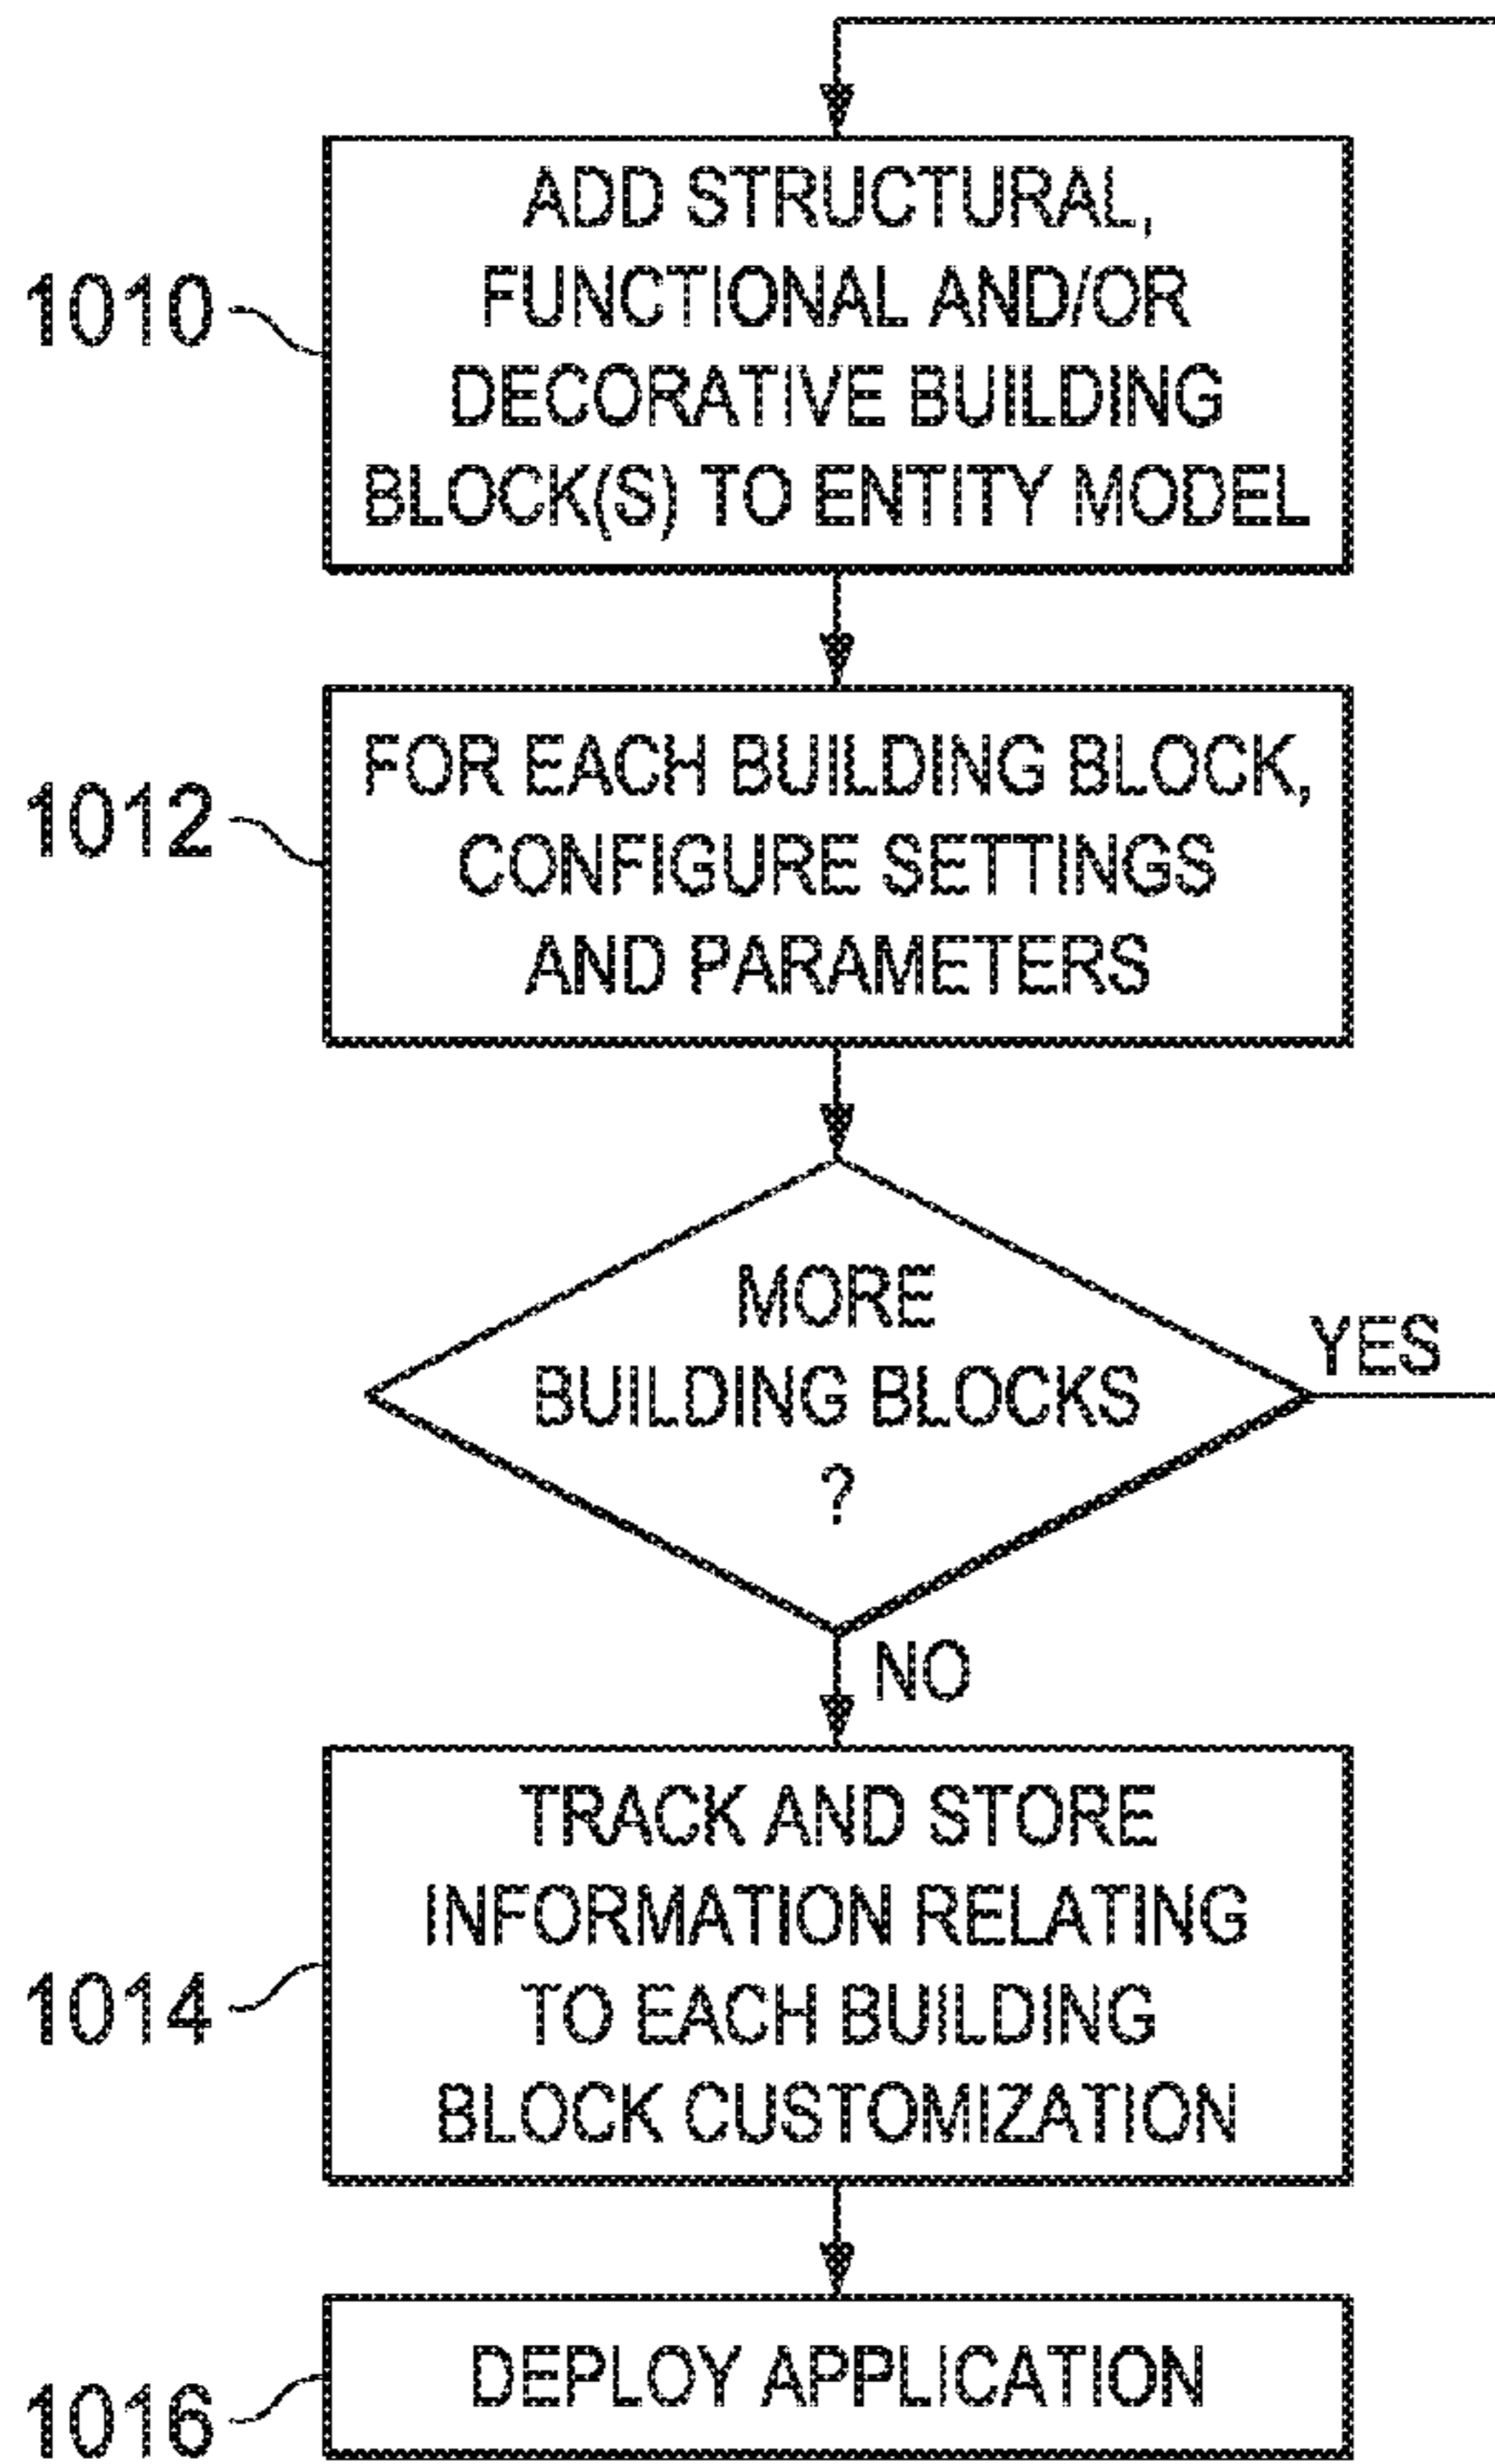 ADD STRUCTURAL,
FUNCTIONAL AND/OR
DECORATIVE BUILDING
BLOCK(S) TO ENTITY MODEL
1010
FOR EACH BUILDING BLOCK,
CONFIGURE SETTINGS
AND PARAMETERS
1012
MORE
BUILDING BLOCKS
?
YES
NO
TRACK AND STORE
INFORMATION RELATING
TO EACH BUILDING
BLOCK CUSTOMIZATION
1014
DEPLOY APPLICATION
1016